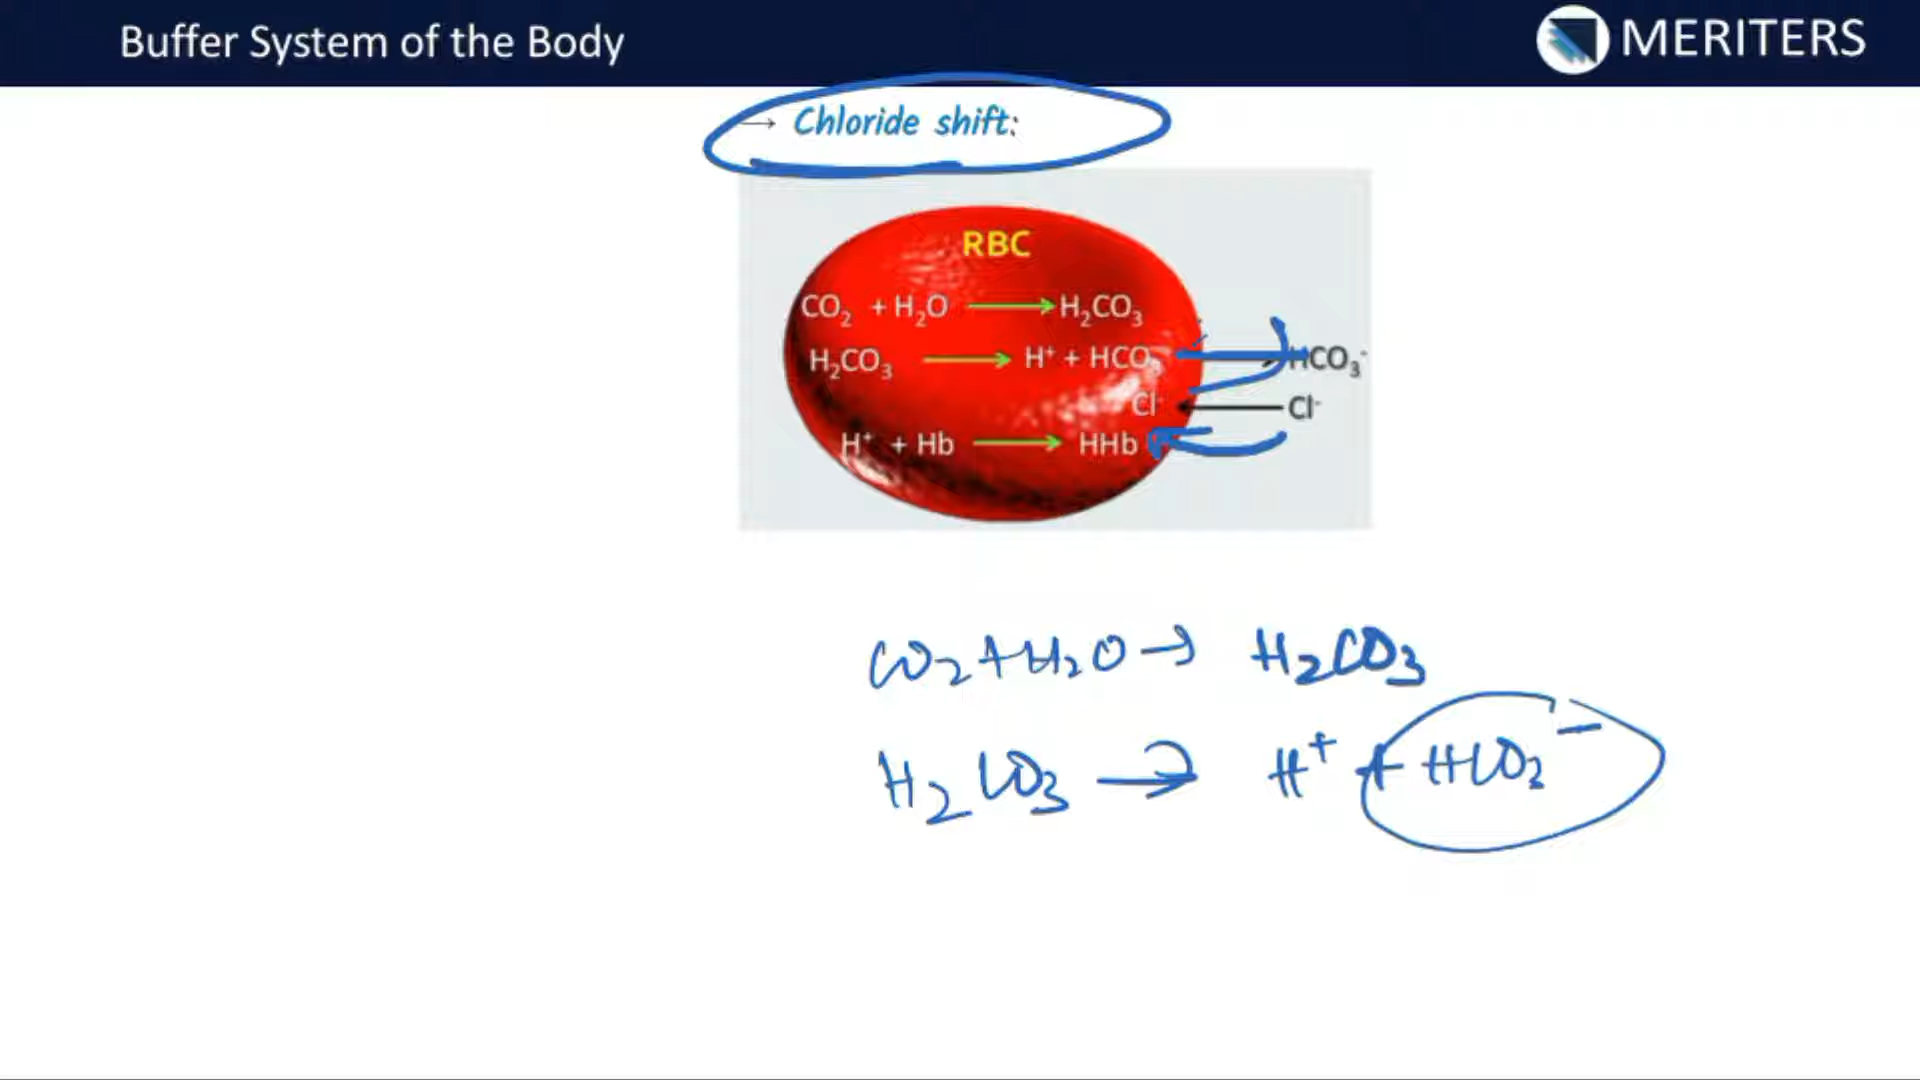 Buffer System of the Body
MERITERS
→ Chloride shift:
RBC
CO₂ + H₂O → H₂CO₃
H₂CO₃ → H⁺ + HCO₃⁻ → HCO₃⁻
Cl⁻ ← Cl⁻
H⁺ + Hb → HHb
CO₂ + H₂O → H₂CO₃
H₂CO₃ → H⁺ + HCO₃⁻